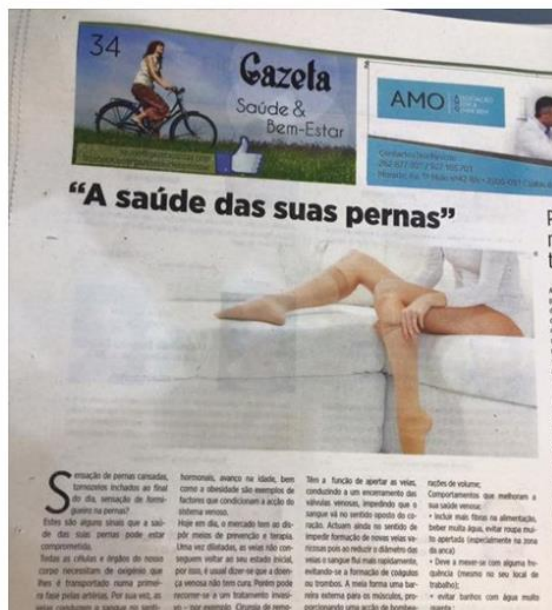 34
Gazeta
Saúde &
Bem-Estar
AMO
“A saúde das suas pernas”
Sensação de pernas cansadas,
tornozelos inchados ao final
do dia, sensação de formi-
gueiro na pernas?
Estes são alguns sinais que a saú-
de das suas pernas pode estar
comprometida.
Todas as células e órgãos do nosso
corpo necessitam de oxigénio que
lhes é transportado numa primei-
ra fase pelas artérias. Por sua vez, as
hormonais, avanço na idade, bem
como a obesidade são exemplos de
factores que condicionam a acção do
sistema venoso.
Hoje em dia, o mercado tem ao dis-
pôr meios de prevenção e terapia.
Uma vez dilatadas, as veias não con-
seguem voltar ao seu estado inicial,
por isso, é usual dizer-se que a doen-
ça venosa não tem cura. Porém pode
recorrer-se a um tratamento invasi-
vo - por exemplo, Cirurgia de remo-
Têm a função de apertar as veias,
conduzindo a um encerramento das
válvulas venosas, impedindo que o
sangue vá no sentido oposto do co-
ração. Actuam ainda no sentido de
impedir formação de novas veias va-
ricosas pois ao reduzir o diâmetro das
veias o sangue flui mais rapidamente,
evitando-se a formação de coágulos
ou trombos. A meia forma uma bar-
reira externa para os músculos, pro-
porcionando uma acção de bombea-
rações de volume;
Comportamentos que melhoram a
sua saúde venosa:
• Incluir mais fibras na alimentação,
beber muita água, evitar roupa mui-
to apertada (especialmente na zona
da anca)
• Deve a mexer-se com alguma fre-
quência (mesmo no seu local de
trabalho);
• evitar banhos com água muito